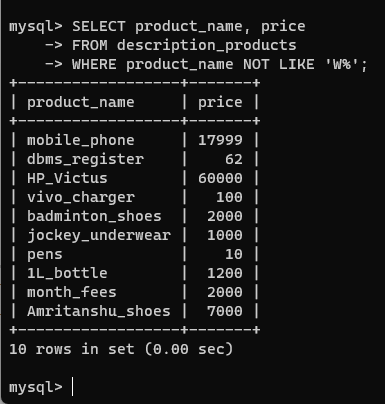 mysql> SELECT product_name, price
    -> FROM description_products
    -> WHERE product_name NOT LIKE 'W%';
+------------------+-------+
| product_name     | price |
+------------------+-------+
| mobile_phone     | 17999 |
| dbms_register    |    62 |
| HP_Victus        | 60000 |
| vivo_charger     |   100 |
| badminton_shoes  |  2000 |
| jockey_underwear |  1000 |
| pens             |    10 |
| 1L_bottle        |  1200 |
| month_fees       |  2000 |
| Amritanshu_shoes |  7000 |
+------------------+-------+
10 rows in set (0.00 sec)
mysql>